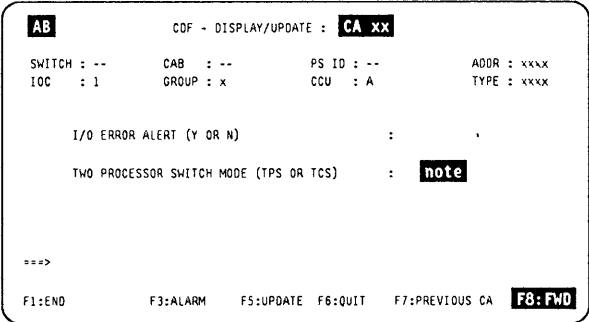 AB CDF - DISPLAY/UPDATE : CA xx
SWITCH : -- CAB : -- PS ID : -- ADDR : xxxx
IOC : 1 GROUP : x CCU : A TYPE : xxxx
I/O ERROR ALERT (Y OR N) :
TWO PROCESSOR SWITCH MODE (TPS OR TCS) : note
===>
F1:END F3:ALARM F5:UPDATE F6:QUIT F7:PREVIOUS CA F8:FWD